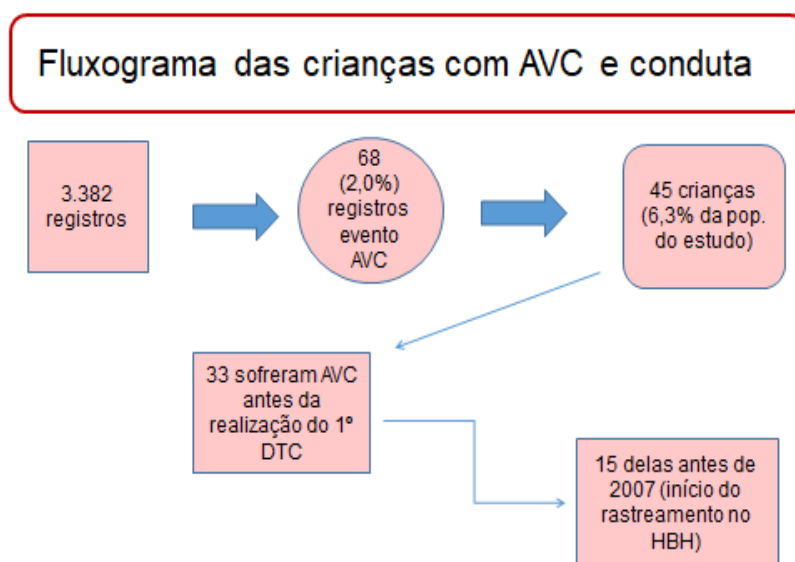 Fluxograma das crianças com AVC e conduta
3.382
registros
68
(2,0%)
registros
evento
AVC
45 crianças
(6,3% da pop.
do estudo)
33 sofreram AVC
antes da
realização do 1º
DTC
15 delas antes de
2007 (início do
rastreamento no
HBH)